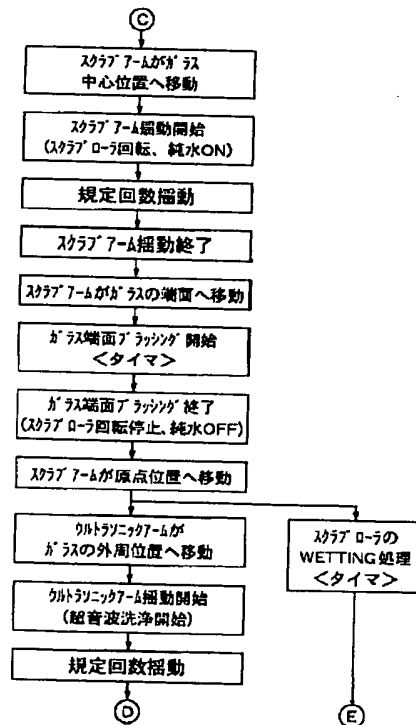 Ⓒ
ｽｸﾗﾌﾞｱｰﾑがｶﾞﾗｽ
中心位置へ移動
ｽｸﾗﾌﾞｱｰﾑ揺動開始
(ｽｸﾗﾌﾞﾛｰﾗ回転、純水ON)
規定回数揺動
ｽｸﾗﾌﾞｱｰﾑ揺動終了
ｽｸﾗﾌﾞｱｰﾑがｶﾞﾗｽの端面へ移動
ｶﾞﾗｽ端面ﾌﾞﾗｯｼﾝｸﾞ開始
＜タイマ＞
ｶﾞﾗｽ端面ﾌﾞﾗｯｼﾝｸﾞ終了
(ｽｸﾗﾌﾞﾛｰﾗ回転停止、純水OFF)
ｽｸﾗﾌﾞｱｰﾑが原点位置へ移動
ｳﾙﾄﾗｿﾆｯｸｱｰﾑが
ｶﾞﾗｽの外周位置へ移動
ｽｸﾗﾌﾞﾛｰﾗの
WETTING処理
＜タイマ＞
ｳﾙﾄﾗｿﾆｯｸｱｰﾑ揺動開始
(超音波洗浄開始)
規定回数揺動
Ⓓ
Ⓔ